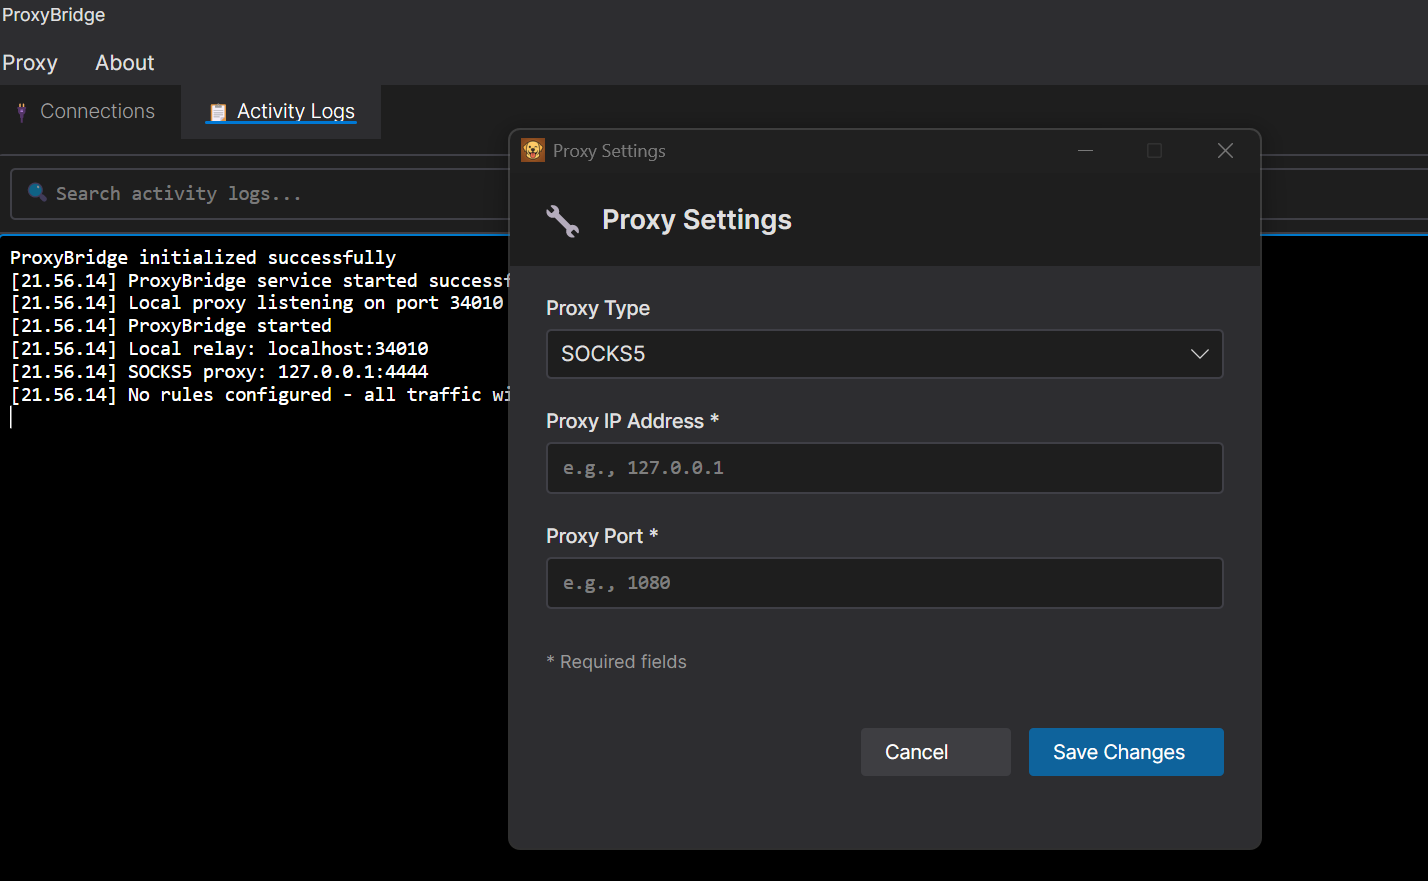 ProxyBridge
Proxy About
Connections Activity Logs
Search activity logs...
ProxyBridge initialized successfully
[21.56.14] ProxyBridge service started successf
[21.56.14] Local proxy listening on port 34010
[21.56.14] ProxyBridge started
[21.56.14] Local relay: localhost:34010
[21.56.14] SOCKS5 proxy: 127.0.0.1:4444
[21.56.14] No rules configured - all traffic wi
Proxy Settings
Proxy Settings
Proxy Type
SOCKS5
Proxy IP Address *
e.g., 127.0.0.1
Proxy Port *
e.g., 1080
* Required fields
Cancel Save Changes